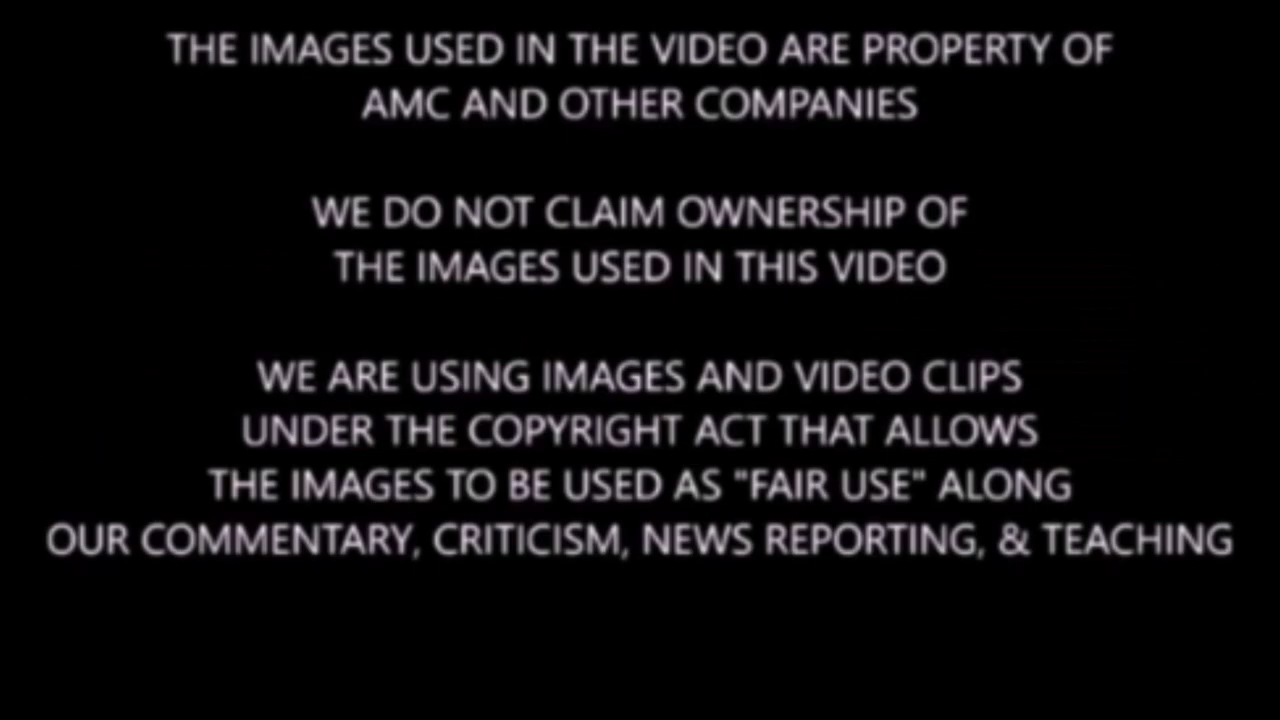 THE IMAGES USED IN THE VIDEO ARE PROPERTY OF
AMC AND OTHER COMPANIES
WE DO NOT CLAIM OWNERSHIP OF
THE IMAGES USED IN THIS VIDEO
WE ARE USING IMAGES AND VIDEO CLIPS
UNDER THE COPYRIGHT ACT THAT ALLOWS
THE IMAGES TO BE USED AS "FAIR USE" ALONG
OUR COMMENTARY, CRITICISM, NEWS REPORTING, & TEACHING